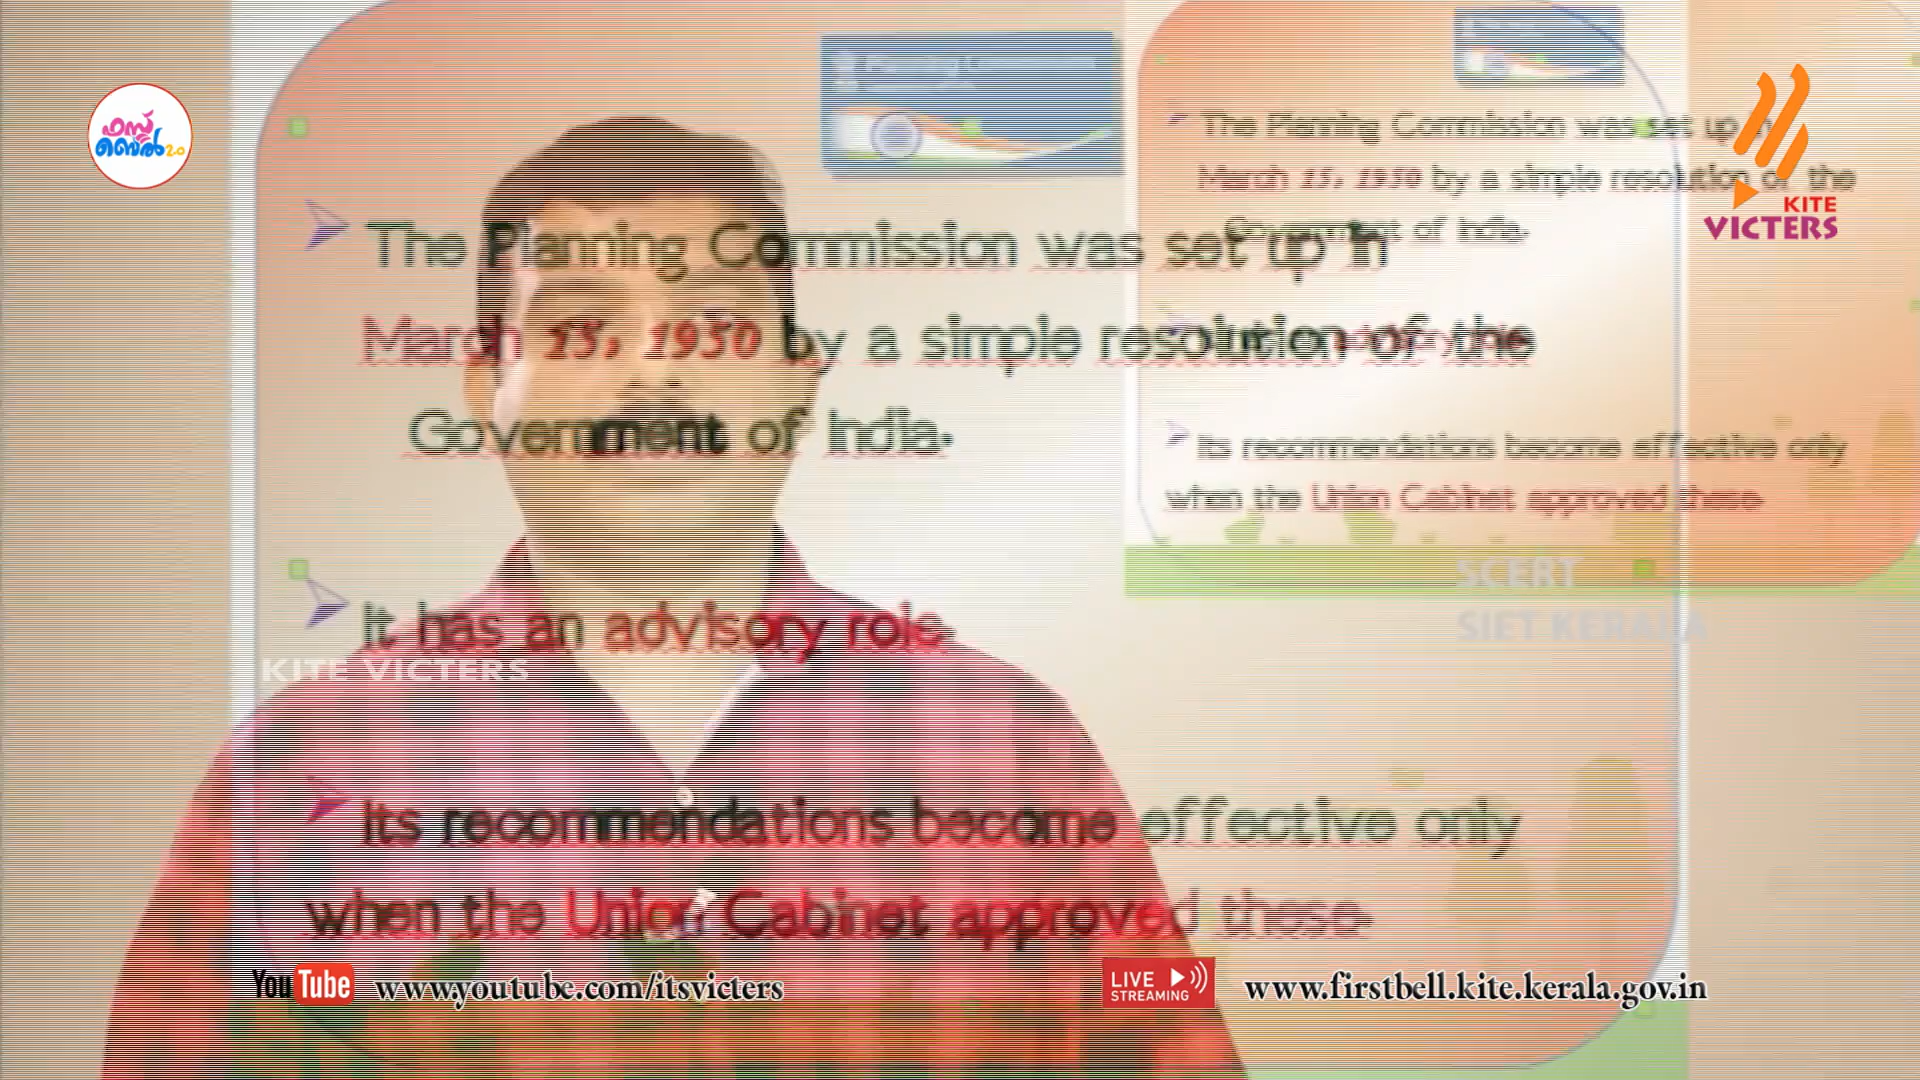 ഫസ്റ്റ്
ബെൽ 2.0
Planning Commission
The Planning Commission was set up in
March 15, 1950 by a simple resolution of the
Government of India.
It has an advisory role.
Its recommendations become effective only
when the Union Cabinet approved these.
The Planning Commission was set up in
March 15, 1950 by a simple resolution of the
Government of India.
Its recommendations become effective only
when the Union Cabinet approved these.
KITE
VICTERS
SCERT
SIET KERALA
KITE VICTERS
YouTube www.youtube.com/itsvicters
LIVE
STREAMING
www.firstbell.kite.kerala.gov.in